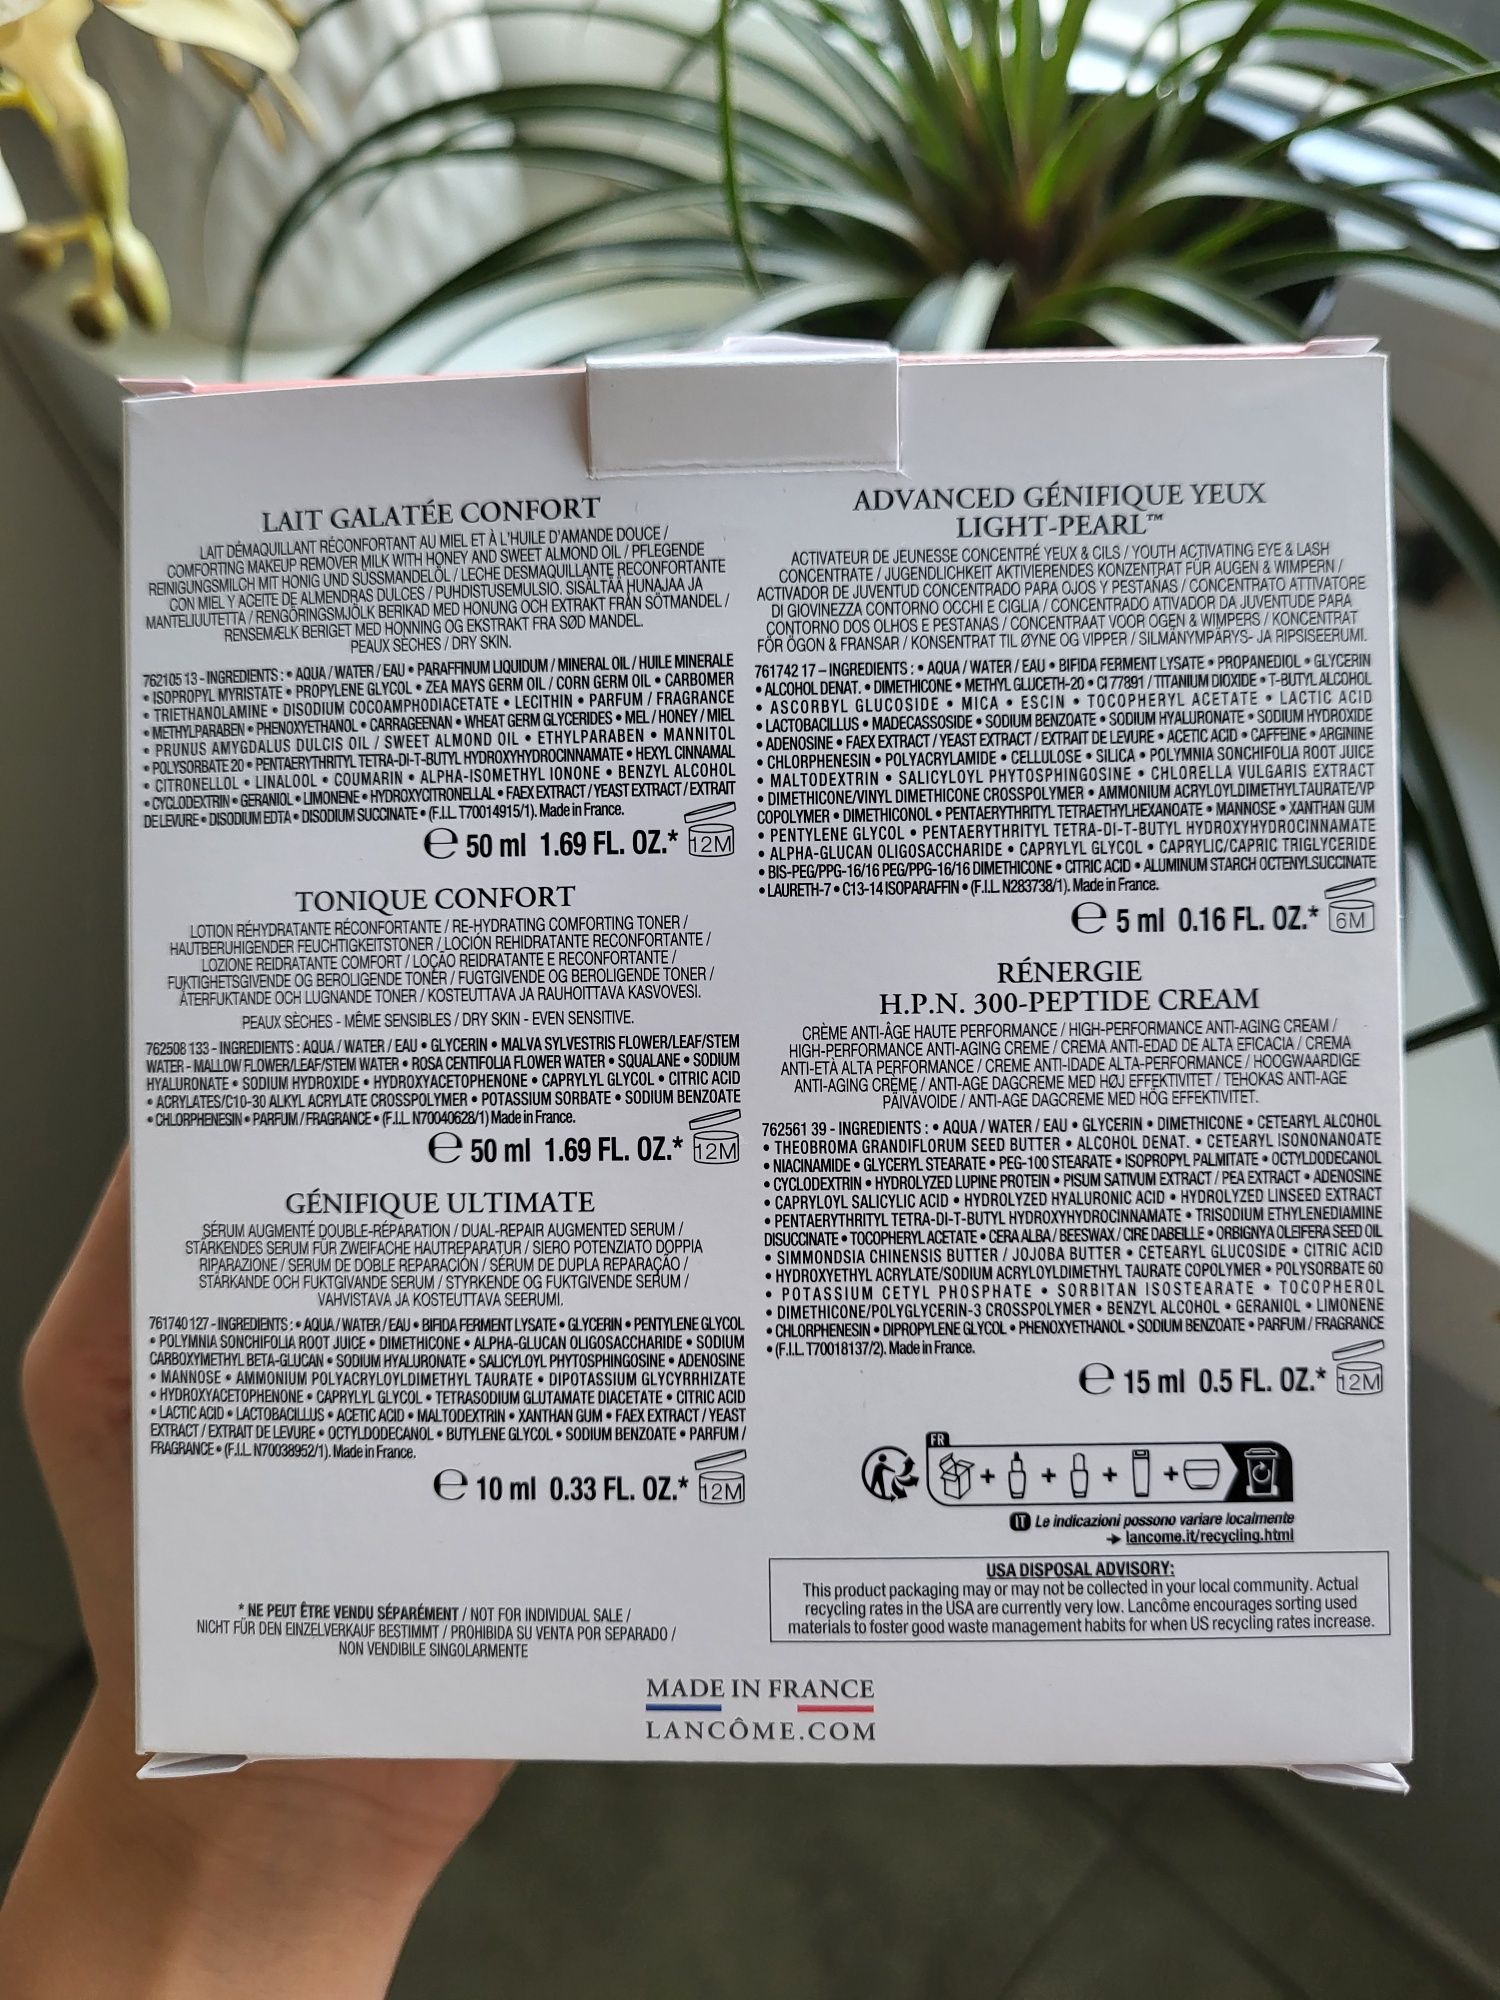 LAIT GALATÉE CONFORT
LAIT DÉMAQUILLANT RÉCONFORTANT AU MIEL ET À L'HUILE D'AMANDE DOUCE /
COMFORTING MAKEUP REMOVER MILK WITH HONEY AND SWEET ALMOND OIL / PFLEGENDE
REINIGUNGSMILCH MIT HONIG UND SÜSSMANDELÖL / LECHE DESMAQUILLANTE RECONFORTANTE
CON MIEL Y ACEITE DE ALMENDRAS DULCES / PUHDISTUSEMULSIO. SISÄLTÄÄ HUNAJAA JA
MANTELIUUTETTA / RENGÖRINGSMJÖLK BERIKAD MED HONUNG OCH EXTRAKT FRÅN SÖTMANDEL /
RENSEMÆLK BERIGET MED HONNING OG EKSTRAKT FRA SØD MANDEL.
PEAUX SÈCHES / DRY SKIN.
762105 13 - INGREDIENTS : • AQUA / WATER / EAU • PARAFFINUM LIQUIDUM / MINERAL OIL / HUILE MINERALE
• ISOPROPYL MYRISTATE • PROPYLENE GLYCOL • ZEA MAYS GERM OIL / CORN GERM OIL • CARBOMER
• TRIETHANOLAMINE • DISODIUM COCOAMPHODIACETATE • LECITHIN • PARFUM / FRAGRANCE
• METHYLPARABEN • PHENOXYETHANOL • CARRAGEENAN • WHEAT GERM GLYCERIDES • MEL / HONEY / MIEL
• PRUNUS AMYGDALUS DULCIS OIL / SWEET ALMOND OIL • ETHYLPARABEN • MANNITOL
• POLYSORBATE 20 • PENTAERYTHRITYL TETRA-DI-T-BUTYL HYDROXYHYDROCINNAMATE • HEXYL CINNAMAL
• CITRONELLOL • LINALOOL • COUMARIN • ALPHA-ISOMETHYL IONONE • BENZYL ALCOHOL
• CYCLODEXTRIN • GERANIOL • LIMONENE • HYDROXYCITRONELLAL • FAEX EXTRACT / YEAST EXTRACT / EXTRAIT
DE LEVURE • DISODIUM EDTA • DISODIUM SUCCINATE • (F.I.L. T70014915/1). Made in France.
℮ 50 ml 1.69 FL. OZ.* 12M
TONIQUE CONFORT
LOTION RÉHYDRATANTE RÉCONFORTANTE / RE-HYDRATING COMFORTING TONER /
HAUTBERUHIGENDER FEUCHTIGKEITSTONER / LOCIÓN REHIDRATANTE RECONFORTANTE /
LOZIONE REIDRATANTE COMFORT / LOÇÃO REIDRATANTE E RECONFORTANTE /
FUKTIGHETSGIVENDE OG BEROLIGENDE TONER / FUGTGIVENDE OG BEROLIGENDE TONER /
ÅTERFUKTANDE OCH LUGNANDE TONER / KOSTEUTTAVA JA RAUHOITTAVA KASVOVESI.
PEAUX SÈCHES - MÊME SENSIBLES / DRY SKIN - EVEN SENSITIVE.
762508 133 - INGREDIENTS : AQUA / WATER / EAU • GLYCERIN • MALVA SYLVESTRIS FLOWER/LEAF/STEM
WATER - MALLOW FLOWER/LEAF/STEM WATER • ROSA CENTIFOLIA FLOWER WATER • SQUALANE • SODIUM
HYALURONATE • SODIUM HYDROXIDE • HYDROXYACETOPHENONE • CAPRYLYL GLYCOL • CITRIC ACID
• ACRYLATES/C10-30 ALKYL ACRYLATE CROSSPOLYMER • POTASSIUM SORBATE • SODIUM BENZOATE
• CHLORPHENESIN • PARFUM / FRAGRANCE • (F.I.L. N70040628/1) Made in France.
℮ 50 ml 1.69 FL. OZ.* 12M
GÉNIFIQUE ULTIMATE
SÉRUM AUGMENTÉ DOUBLE-RÉPARATION / DUAL-REPAIR AUGMENTED SERUM /
STÄRKENDES SERUM FÜR ZWEIFACHE HAUTREPARATUR / SIERO POTENZIATO DOPPIA
RIPARAZIONE / SERUM DE DOBLE REPARACIÓN / SÉRUM DE DUPLA REPARAÇÃO /
STÄRKANDE OCH FUKTGIVANDE SERUM / STYRKENDE OG FUKTGIVENDE SERUM /
VAHVISTAVA JA KOSTEUTTAVA SEERUMI.
761740 127 - INGREDIENTS : • AQUA / WATER / EAU • BIFIDA FERMENT LYSATE • GLYCERIN • PENTYLENE GLYCOL
• POLYMNIA SONCHIFOLIA ROOT JUICE • DIMETHICONE • ALPHA-GLUCAN OLIGOSACCHARIDE • SODIUM
CARBOXYMETHYL BETA-GLUCAN • SODIUM HYALURONATE • SALICYLOYL PHYTOSPHINGOSINE • ADENOSINE
• MANNOSE • AMMONIUM POLYACRYLOYLDIMETHYL TAURATE • DIPOTASSIUM GLYCYRRHIZATE
• HYDROXYACETOPHENONE • CAPRYLYL GLYCOL • TETRASODIUM GLUTAMATE DIACETATE • CITRIC ACID
• LACTIC ACID • LACTOBACILLUS • ACETIC ACID • MALTODEXTRIN • XANTHAN GUM • FAEX EXTRACT / YEAST
EXTRACT / EXTRAIT DE LEVURE • OCTYLDODECANOL • BUTYLENE GLYCOL • SODIUM BENZOATE • PARFUM /
FRAGRANCE • (F.I.L. N70038952/1). Made in France.
℮ 10 ml 0.33 FL. OZ.* 12M
* NE PEUT ÊTRE VENDU SÉPARÉMENT / NOT FOR INDIVIDUAL SALE /
NICHT FÜR DEN EINZELVERKAUF BESTIMMT / PROHIBIDA SU VENTA POR SEPARADO /
NON VENDIBILE SINGOLARMENTE
ADVANCED GÉNIFIQUE YEUX
LIGHT-PEARL™
ACTIVATEUR DE JEUNESSE CONCENTRÉ YEUX & CILS / YOUTH ACTIVATING EYE & LASH
CONCENTRATE / JUGENDLICHKEIT AKTIVIERENDES KONZENTRAT FÜR AUGEN & WIMPERN /
ACTIVADOR DE JUVENTUD CONCENTRADO PARA OJOS Y PESTAÑAS / CONCENTRATO ATTIVATORE
DI GIOVINEZZA CONTORNO OCCHI E CIGLIA / CONCENTRADO ATIVADOR DA JUVENTUDE PARA
CONTORNO DOS OLHOS E PESTANAS / CONCENTRAAT VOOR OGEN & WIMPERS / KONCENTRAT
FÖR ÖGON & FRANSAR / KONSENTRAT TIL ØYNE OG VIPPER / SILMÄNYMPÄRYS- JA RIPSISEERUMI.
761742 17 - INGREDIENTS : • AQUA / WATER / EAU • BIFIDA FERMENT LYSATE • PROPANEDIOL • GLYCERIN
• ALCOHOL DENAT. • DIMETHICONE • METHYL GLUCETH-20 • CI 77891 / TITANIUM DIOXIDE • T-BUTYL ALCOHOL
• ASCORBYL GLUCOSIDE • MICA • ESCIN • TOCOPHERYL ACETATE • LACTIC ACID
• LACTOBACILLUS • MADECASSOSIDE • SODIUM BENZOATE • SODIUM HYALURONATE • SODIUM HYDROXIDE
• ADENOSINE • FAEX EXTRACT / YEAST EXTRACT / EXTRAIT DE LEVURE • ACETIC ACID • CAFFEINE • ARGININE
• CHLORPHENESIN • POLYACRYLAMIDE • CELLULOSE • SILICA • POLYMNIA SONCHIFOLIA ROOT JUICE
• MALTODEXTRIN • SALICYLOYL PHYTOSPHINGOSINE • CHLORELLA VULGARIS EXTRACT
• DIMETHICONE/VINYL DIMETHICONE CROSSPOLYMER • AMMONIUM ACRYLOYLDIMETHYLTAURATE/VP
COPOLYMER • DIMETHICONOL • PENTAERYTHRITYL TETRAETHYLHEXANOATE • MANNOSE • XANTHAN GUM
• PENTYLENE GLYCOL • PENTAERYTHRITYL TETRA-DI-T-BUTYL HYDROXYHYDROCINNAMATE
• ALPHA-GLUCAN OLIGOSACCHARIDE • CAPRYLYL GLYCOL • CAPRYLIC/CAPRIC TRIGLYCERIDE
• BIS-PEG/PPG-16/16 PEG/PPG-16/16 DIMETHICONE • CITRIC ACID • ALUMINUM STARCH OCTENYLSUCCINATE
• LAURETH-7 • C13-14 ISOPARAFFIN • (F.I.L. N283738/1). Made in France.
℮ 5 ml 0.16 FL. OZ.* 6M
RÉNERGIE
H.P.N. 300-PEPTIDE CREAM
CRÈME ANTI-ÂGE HAUTE PERFORMANCE / HIGH-PERFORMANCE ANTI-AGING CREAM /
HIGH-PERFORMANCE ANTI-AGING CREME / CREMA ANTI-EDAD DE ALTA EFICACIA / CREMA
ANTI-ETÀ ALTA PERFORMANCE / CREME ANTI-IDADE ALTA-PERFORMANCE / HOOGWAARDIGE
ANTI-AGING CRÈME / ANTI-AGE DAGCREME MED HØJ EFFEKTIVITET / TEHOKAS ANTI-AGE
PÄIVÄVOIDE / ANTI-AGE DAGCREME MED HÖG EFFEKTIVITET.
762561 39 - INGREDIENTS : • AQUA / WATER / EAU • GLYCERIN • DIMETHICONE • CETEARYL ALCOHOL
• THEOBROMA GRANDIFLORUM SEED BUTTER • ALCOHOL DENAT. • CETEARYL ISONONANOATE
• NIACINAMIDE • GLYCERYL STEARATE • PEG-100 STEARATE • ISOPROPYL PALMITATE • OCTYLDODECANOL
• CYCLODEXTRIN • HYDROLYZED LUPINE PROTEIN • PISUM SATIVUM EXTRACT / PEA EXTRACT • ADENOSINE
• CAPRYLOYL SALICYLIC ACID • HYDROLYZED HYALURONIC ACID • HYDROLYZED LINSEED EXTRACT
• PENTAERYTHRITYL TETRA-DI-T-BUTYL HYDROXYHYDROCINNAMATE • TRISODIUM ETHYLENEDIAMINE
DISUCCINATE • TOCOPHERYL ACETATE • CERA ALBA / BEESWAX / CIRE DABEILLE • ORBIGNYA OLEIFERA SEED OIL
• SIMMONDSIA CHINENSIS BUTTER / JOJOBA BUTTER • CETEARYL GLUCOSIDE • CITRIC ACID
• HYDROXYETHYL ACRYLATE/SODIUM ACRYLOYLDIMETHYL TAURATE COPOLYMER • POLYSORBATE 60
• POTASSIUM CETYL PHOSPHATE • SORBITAN ISOSTEARATE • TOCOPHEROL
• DIMETHICONE/POLYGLYCERIN-3 CROSSPOLYMER • BENZYL ALCOHOL • GERANIOL • LIMONENE
• CHLORPHENESIN • DIPROPYLENE GLYCOL • PHENOXYETHANOL • SODIUM BENZOATE • PARFUM / FRAGRANCE
• (F.I.L. T70018137/2). Made in France.
℮ 15 ml 0.5 FL. OZ.* 12M
FR
+ + + +
IT Le indicazioni possono variare localmente
→ lancome.it/recycling.html
USA DISPOSAL ADVISORY:
This product packaging may or may not be collected in your local community. Actual
recycling rates in the USA are currently very low. Lancôme encourages sorting used
materials to foster good waste management habits for when US recycling rates increase.
MADE IN FRANCE
LANCÔME.COM